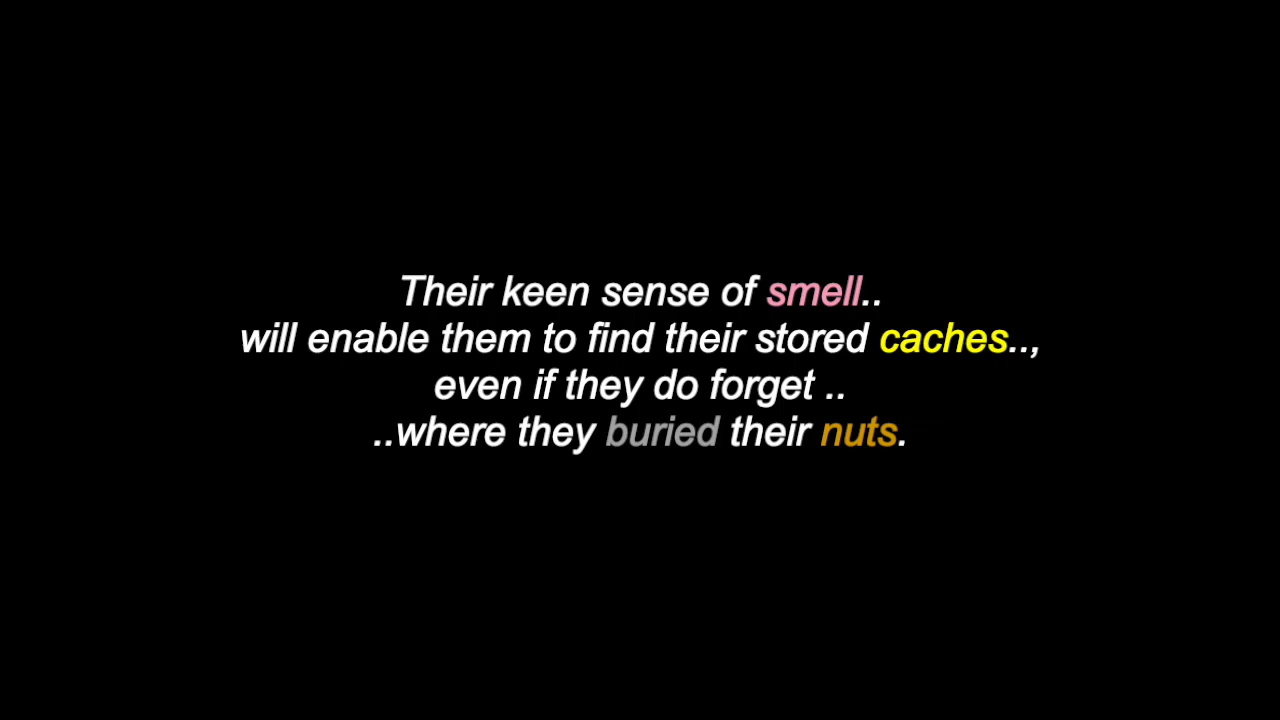 Their keen sense of smell..
will enable them to find their stored caches..,
even if they do forget ..
..where they buried their nuts.